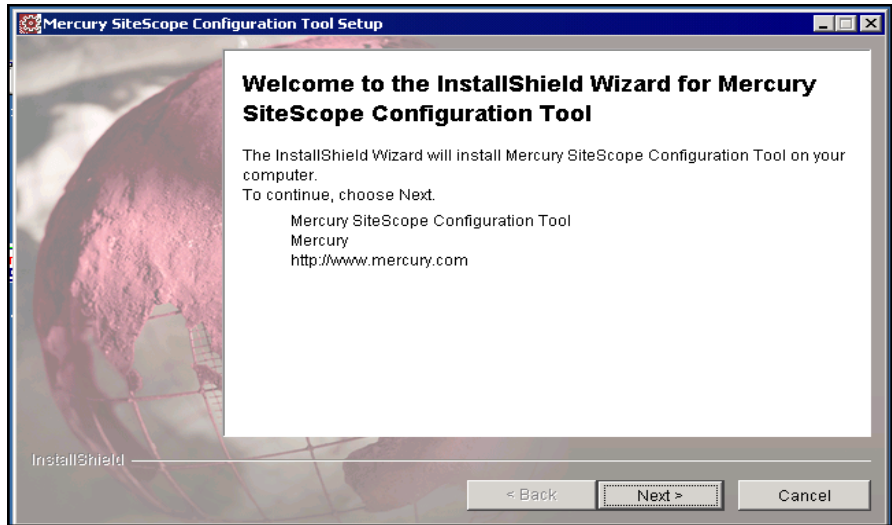 Mercury SiteScope Configuration Tool Setup
Welcome to the InstallShield Wizard for Mercury
SiteScope Configuration Tool
The InstallShield Wizard will install Mercury SiteScope Configuration Tool on your
computer.
To continue, choose Next.
Mercury SiteScope Configuration Tool
Mercury
http://www.mercury.com
InstallShield
< Back
Next >
Cancel